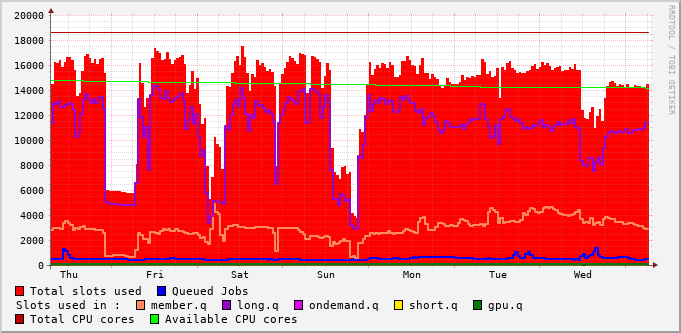 20000
18000
16000
14000
12000
10000
8000
6000
4000
2000
0
Thu Fri Sat Sun Mon Tue Wed
RRDTOOL / TOBI OETIKER
Total slots used Queued Jobs
Slots used in : member.q long.q ondemand.q short.q gpu.q
Total CPU cores Available CPU cores